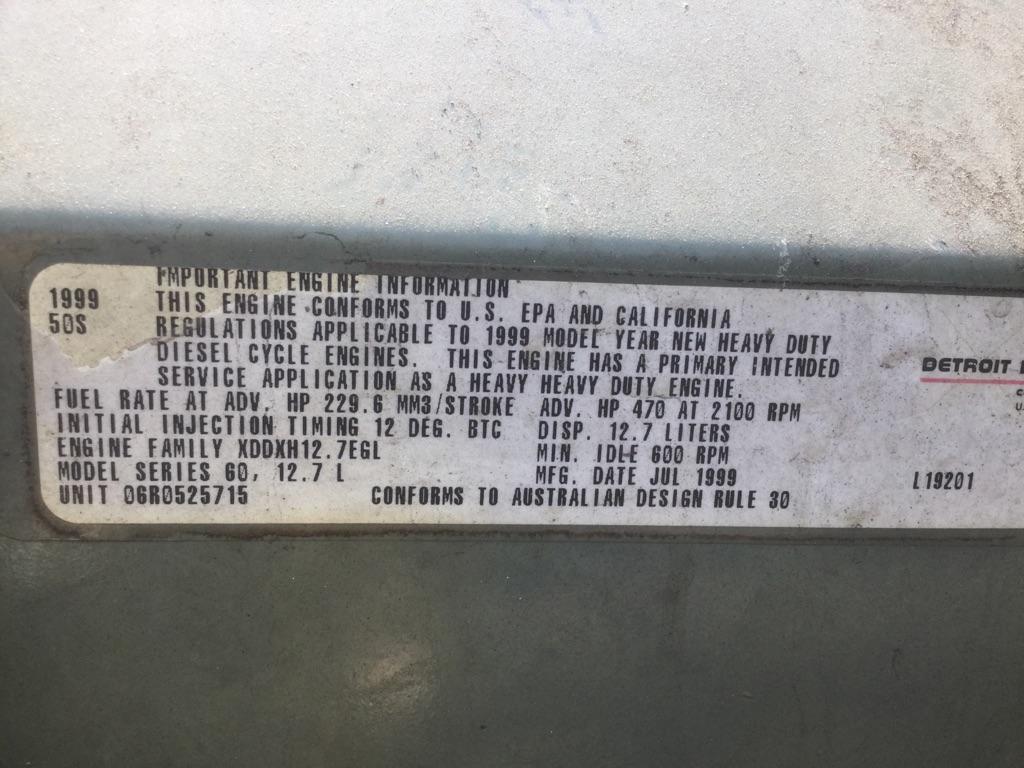 1999
50S
IMPORTANT ENGINE INFORMATION
THIS ENGINE CONFORMS TO U.S. EPA AND CALIFORNIA
REGULATIONS APPLICABLE TO 1999 MODEL YEAR NEW HEAVY DUTY
DIESEL CYCLE ENGINES. THIS ENGINE HAS A PRIMARY INTENDED
SERVICE APPLICATION AS A HEAVY HEAVY DUTY ENGINE.
FUEL RATE AT ADV. HP 229.6 MM3/STROKE ADV. HP 470 AT 2100 RPM
INITIAL INJECTION TIMING 12 DEG. BTC DISP. 12.7 LITERS
ENGINE FAMILY XDDXH12.7EGL MIN. IDLE 600 RPM
MODEL SERIES 60, 12.7 L MFG. DATE JUL 1999
UNIT 06R0525715 CONFORMS TO AUSTRALIAN DESIGN RULE 30
DETROIT
L19201